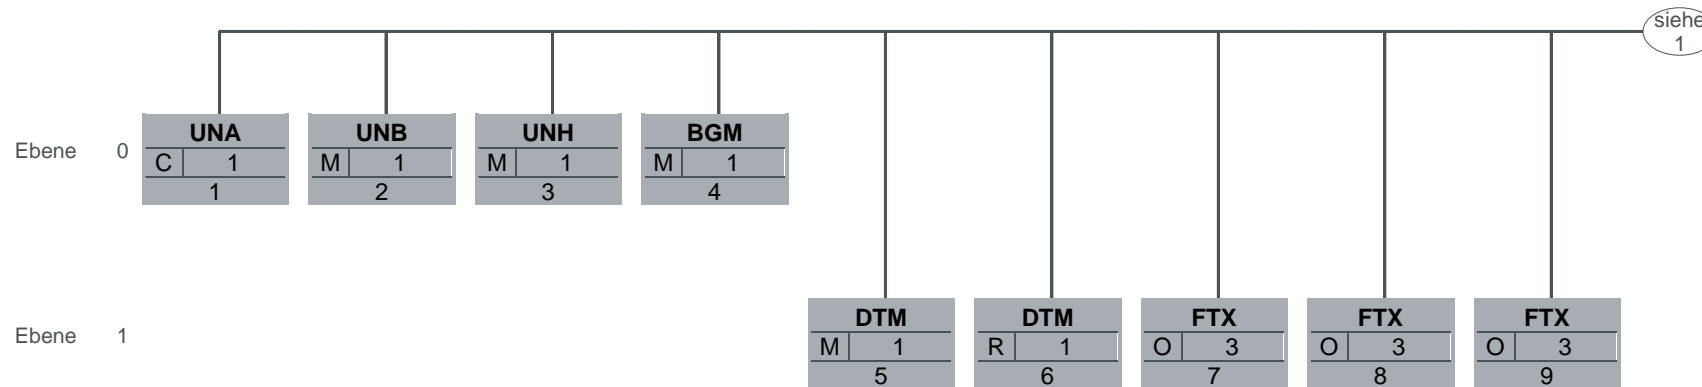 siehe
1
UNA UNB UNH BGM
Ebene 0 C 1 M 1 M 1 M 1
1 2 3 4
DTM DTM FTX FTX FTX
Ebene 1 M 1 R 1 O 3 O 3 O 3
5 6 7 8 9